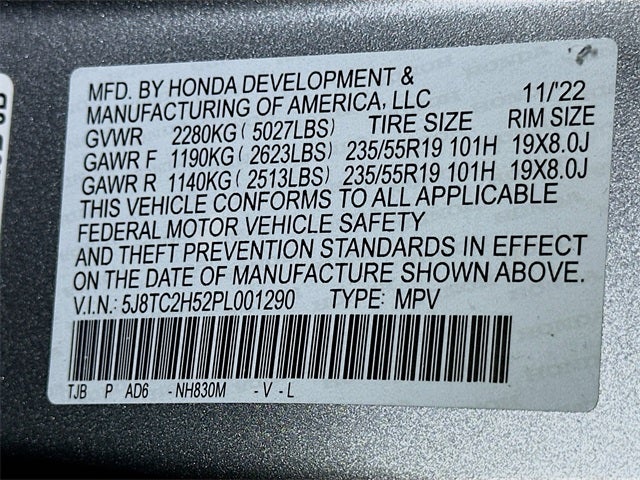 MFD. BY HONDA DEVELOPMENT &
MANUFACTURING OF AMERICA, LLC 11/'22
GVWR 2280KG ( 5027LBS) TIRE SIZE RIM SIZE
GAWR F 1190KG ( 2623LBS) 235/55R19 101H 19X8.0J
GAWR R 1140KG ( 2513LBS) 235/55R19 101H 19X8.0J
THIS VEHICLE CONFORMS TO ALL APPLICABLE
FEDERAL MOTOR VEHICLE SAFETY
AND THEFT PREVENTION STANDARDS IN EFFECT
ON THE DATE OF MANUFACTURE SHOWN ABOVE.
V.I.N.: 5J8TC2H52PL001290 TYPE: MPV
TJB P AD6 - NH830M - V - L